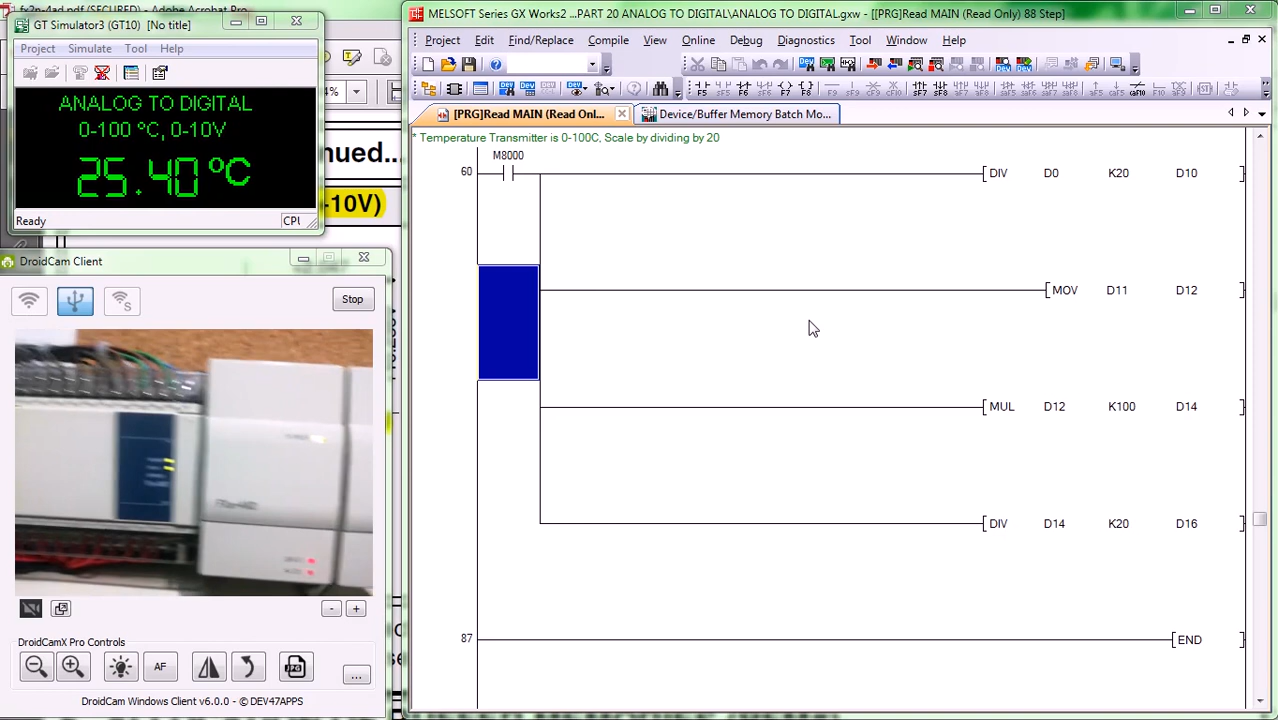 fx2n-4ad.pdf (SECURED) - Adobe Acrobat Pro
GT Simulator3 (GT10) [No title]
Project Simulate Tool Help
ANALOG TO DIGITAL
0-100 °C, 0-10V
25.40°C
Ready CPU
4%
nued...
-10V)
DroidCam Client
Stop
- +
DroidCamX Pro Controls
AF
JPG
...
DroidCam Windows Client v6.0.0 - © DEV47APPS
MELSOFT Series GX Works2 ...PART 20 ANALOG TO DIGITAL\ANALOG TO DIGITAL.gxw - [[PRG]Read MAIN (Read Only) 88 Step]
Project Edit Find/Replace Compile View Online Debug Diagnostics Tool Window Help
[PRG]Read MAIN (Read Onl... Device/Buffer Memory Batch Mo...
* Temperature Transmitter is 0-100C, Scale by dividing by 20
M8000
60 DIV D0 K20 D10
MOV D11 D12
MUL D12 K100 D14
DIV D14 K20 D16
87 END